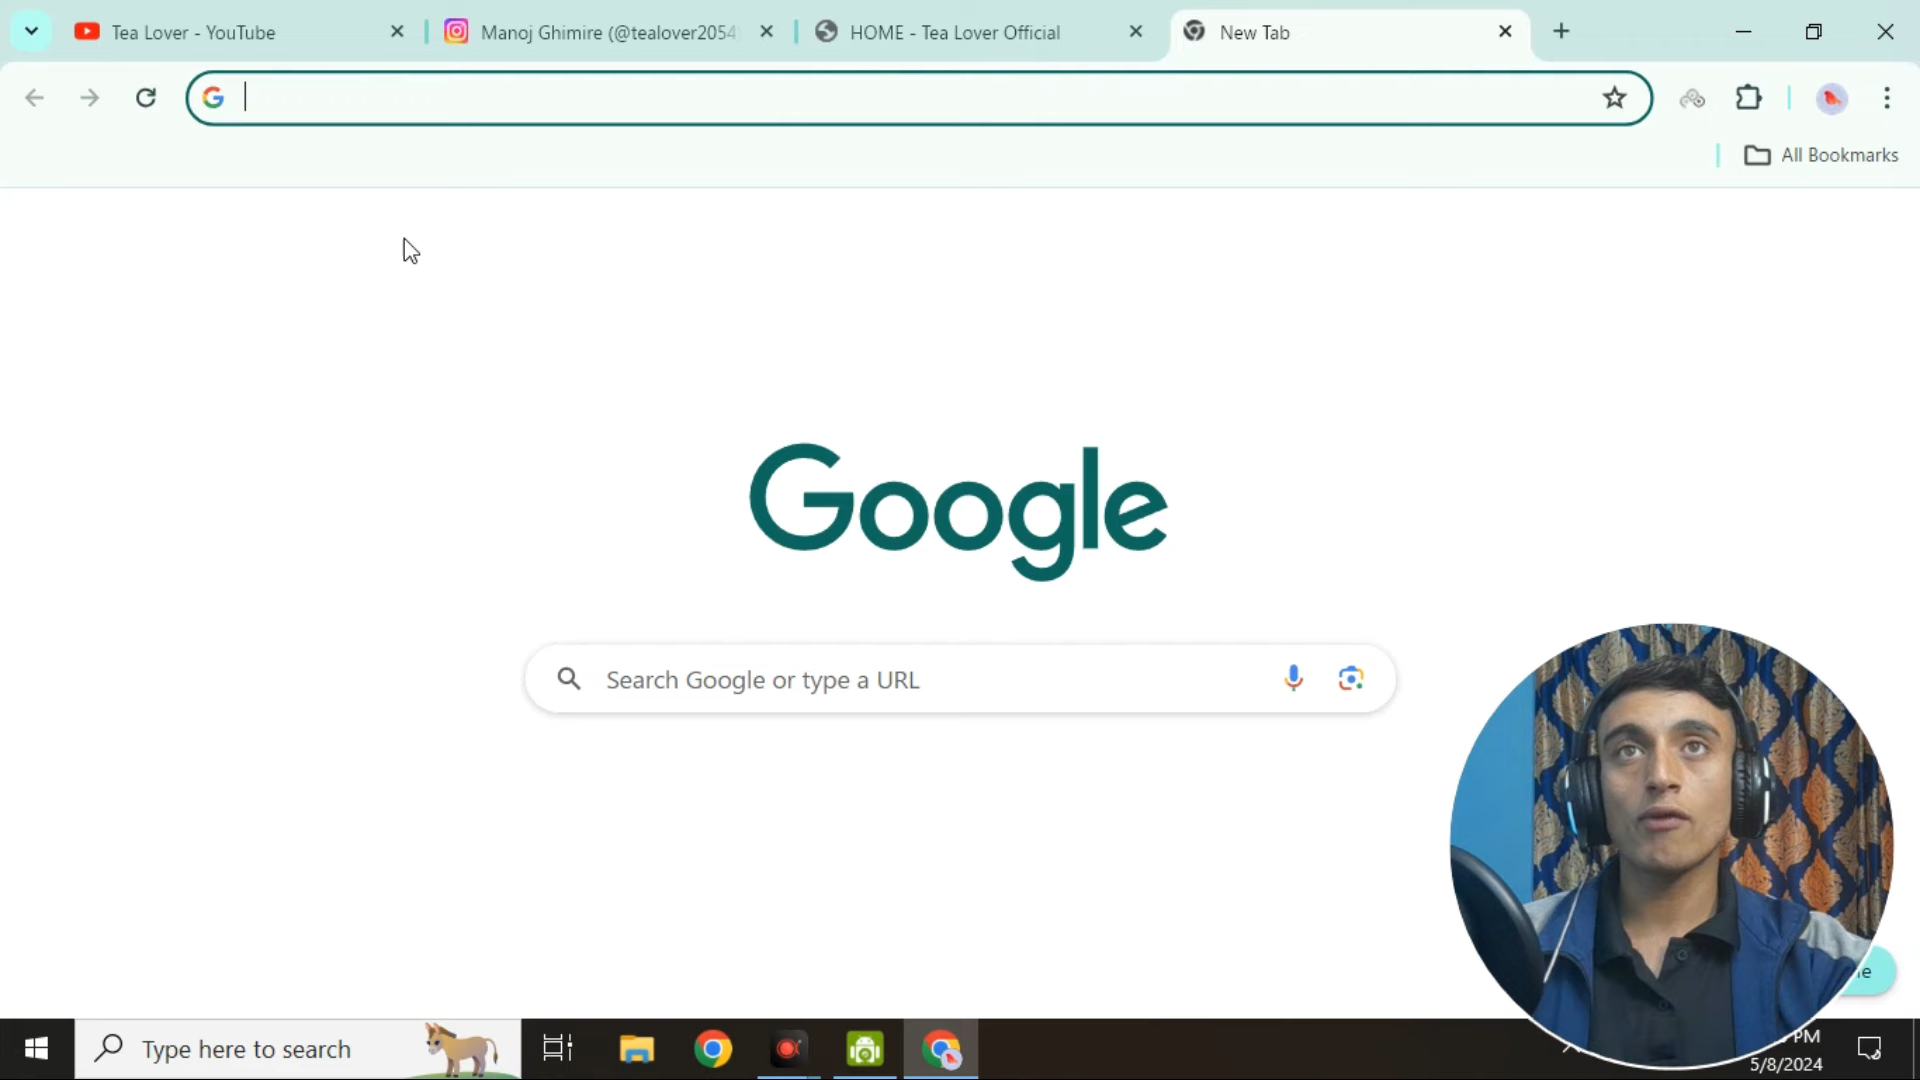 Tea Lover - YouTube
Manoj Ghimire (@tealover2054
HOME - Tea Lover Official
New Tab
All Bookmarks
Google
Search Google or type a URL
Type here to search
PM
5/8/2024